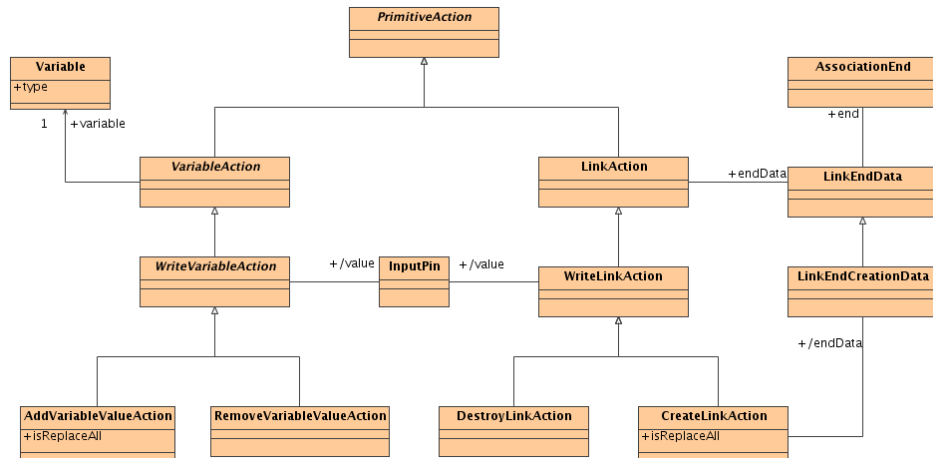 PrimitiveAction
Variable
+type
AssociationEnd
1
+variable
+end
VariableAction
LinkAction
+endData
LinkEndData
WriteVariableAction
+/value
InputPin
+/value
WriteLinkAction
LinkEndCreationData
+/endData
AddVariableValueAction
+isReplaceAll
RemoveVariableValueAction
DestroyLinkAction
CreateLinkAction
+isReplaceAll